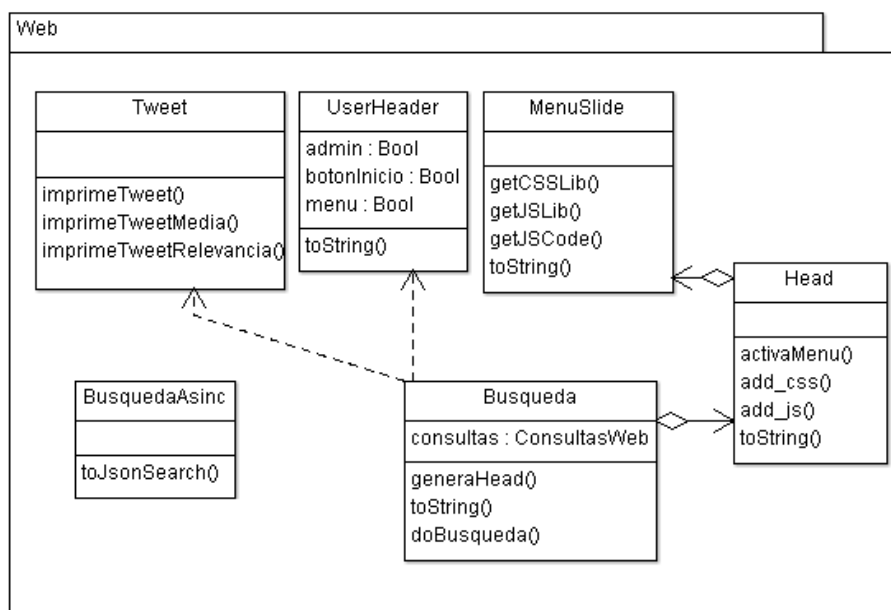 Web
Tweet
imprimeTweet()
imprimeTweetMedia()
imprimeTweetRelevancia()
UserHeader
admin : Bool
botonInicio : Bool
menu : Bool
toString()
MenuSlide
getCSSLib()
getJSLib()
getJSCode()
toString()
Head
activaMenu()
add_css()
add_js()
toString()
BusquedaAsinc
toJsonSearch()
Busqueda
consultas : ConsultasWeb
generaHead()
toString()
doBusqueda()